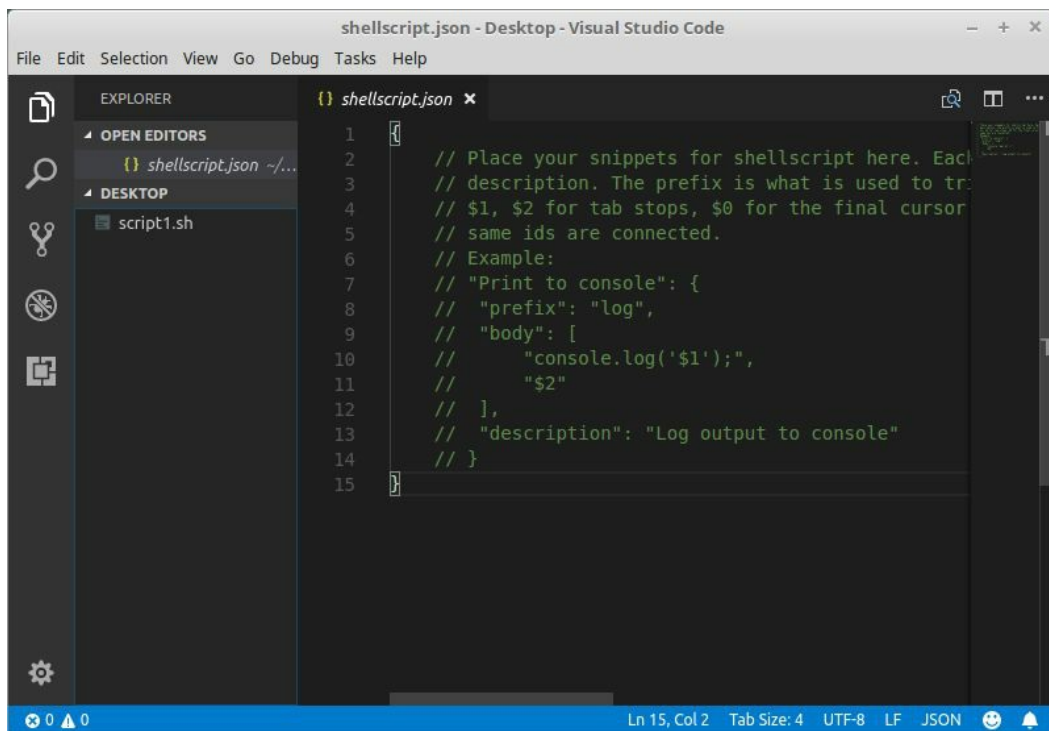 shellscript.json - Desktop - Visual Studio Code
File Edit Selection View Go Debug Tasks Help
EXPLORER
OPEN EDITORS
{} shellscript.json ~/...
DESKTOP
script1.sh
{} shellscript.json ×
1 {
2 // Place your snippets for shellscript here. Each
3 // description. The prefix is what is used to tri
4 // $1, $2 for tab stops, $0 for the final cursor
5 // same ids are connected.
6 // Example:
7 // "Print to console": {
8 // "prefix": "log",
9 // "body": [
10 // "console.log('$1');",
11 // "$2"
12 // ],
13 // "description": "Log output to console"
14 // }
15 }
0 0 Ln 15, Col 2 Tab Size: 4 UTF-8 LF JSON